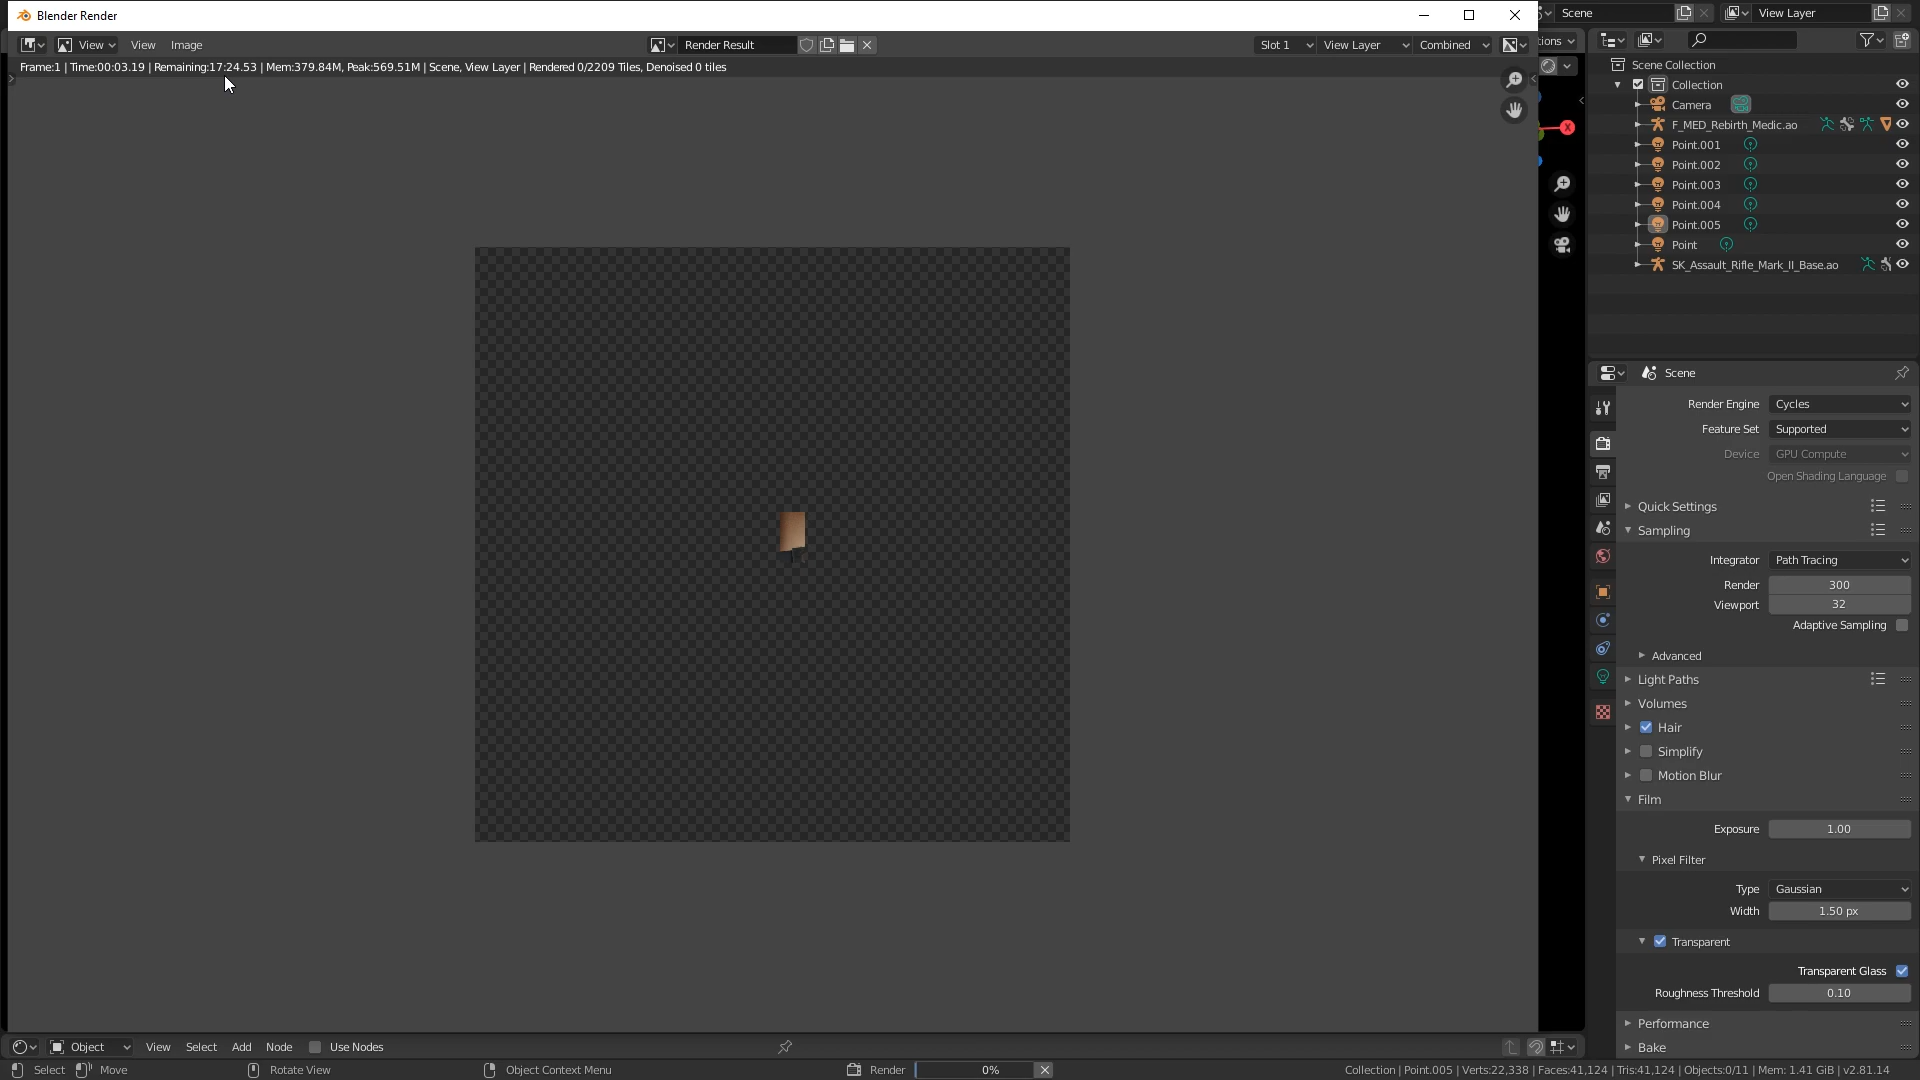 Blender Render
Scene
View Layer
View
View
Image
Render Result
Slot 1
View Layer
Combined
Frame:1 | Time:00:03.19 | Remaining:17:24.53 | Mem:379.84M, Peak:569.51M | Scene, View Layer | Rendered 0/2209 Tiles, Denoised 0 tiles
X
Scene Collection
Collection
Camera
F_MED_Rebirth_Medic.ao
Point.001
Point.002
Point.003
Point.004
Point.005
Point
SK_Assault_Rifle_Mark_II_Base.ao
Scene
Render Engine Cycles
Feature Set Supported
Device GPU Compute
Open Shading Language
Quick Settings
Sampling
Integrator Path Tracing
Render 300
Viewport 32
Adaptive Sampling
Advanced
Light Paths
Volumes
Hair
Simplify
Motion Blur
Film
Exposure 1.00
Pixel Filter
Type Gaussian
Width 1.50 px
Transparent
Transparent Glass
Roughness Threshold 0.10
Performance
Bake
Object View Select Add Node Use Nodes
Select Move Rotate View Object Context Menu Render 0% Collection | Point.005 | Verts:22,338 | Faces:41,124 | Tris:41,124 | Objects:0/11 | Mem: 1.41 GiB | v2.81.14